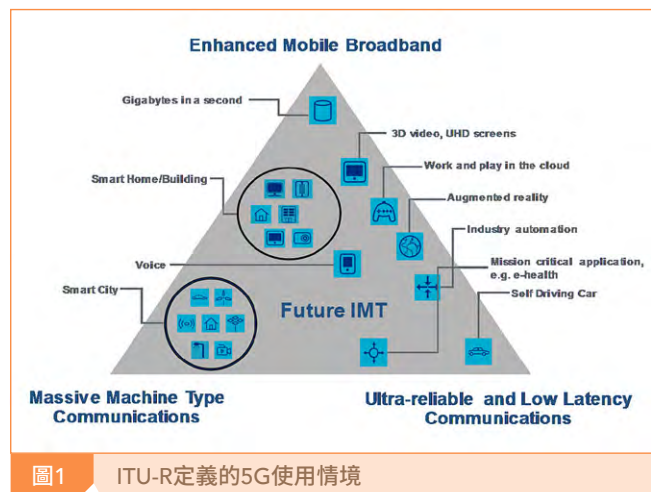 Enhanced Mobile Broadband
Gigabytes in a second
3D video, UHD screens
Smart Home/Building
Work and play in the cloud
Augmented reality
Industry automation
Voice
Mission critical application,
e.g. e-health
Smart City
Self Driving Car
Future IMT
Massive Machine Type
Communications
Ultra-reliable and Low Latency
Communications
圖1 ITU-R定義的5G使用情境